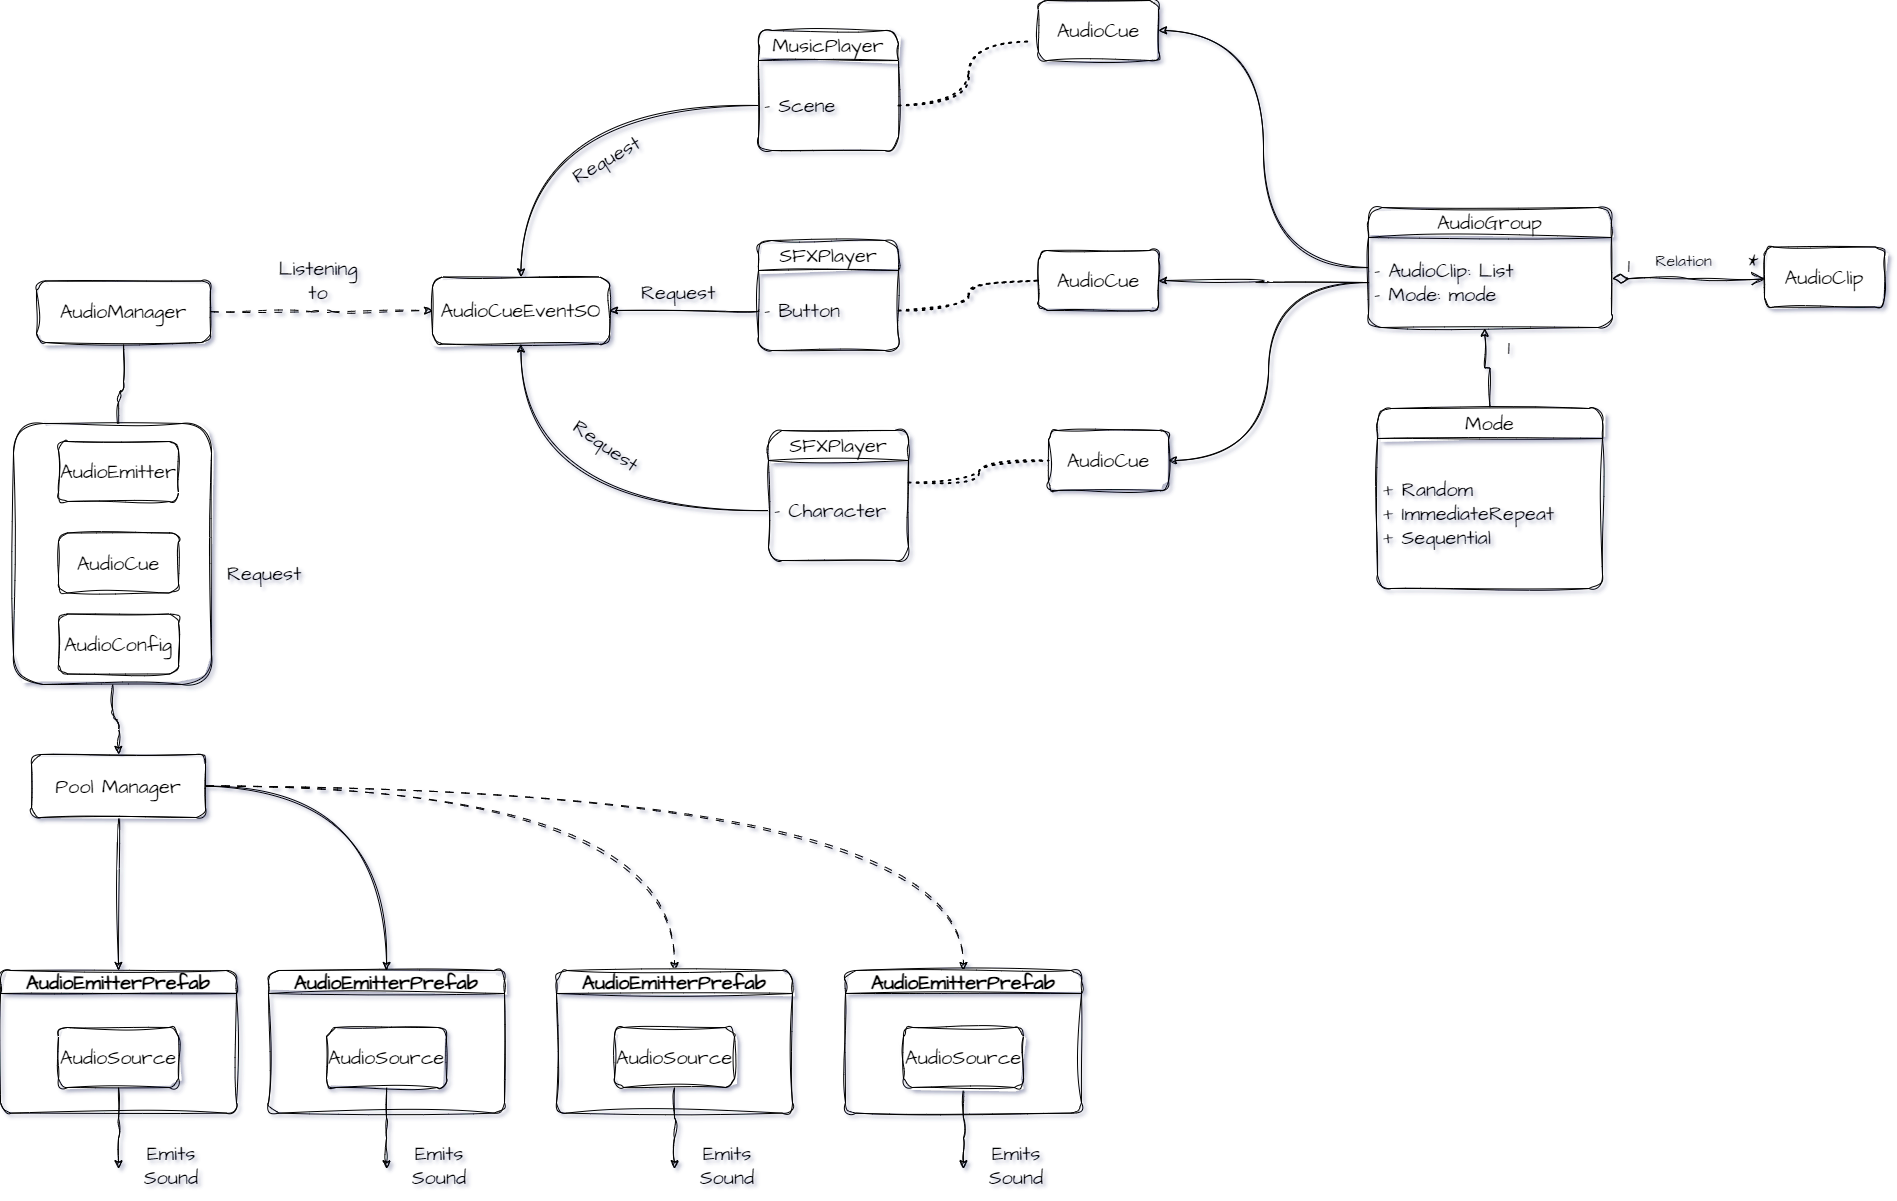 AudioCue
MusicPlayer
- Scene
Request
AudioGroup
- AudioClip: List
- Mode: mode
1
Relation
*
AudioClip
SFXPlayer
- Button
AudioCue
Listening
to
AudioManager
AudioCueEventSO
Request
1
Mode
+ Random
+ ImmediateRepeat
+ Sequential
Request
SFXPlayer
- Character
AudioCue
AudioEmitter
AudioCue
AudioConfig
Request
Pool Manager
AudioEmitterPrefab
AudioSource
Emits
Sound
AudioEmitterPrefab
AudioSource
Emits
Sound
AudioEmitterPrefab
AudioSource
Emits
Sound
AudioEmitterPrefab
AudioSource
Emits
Sound